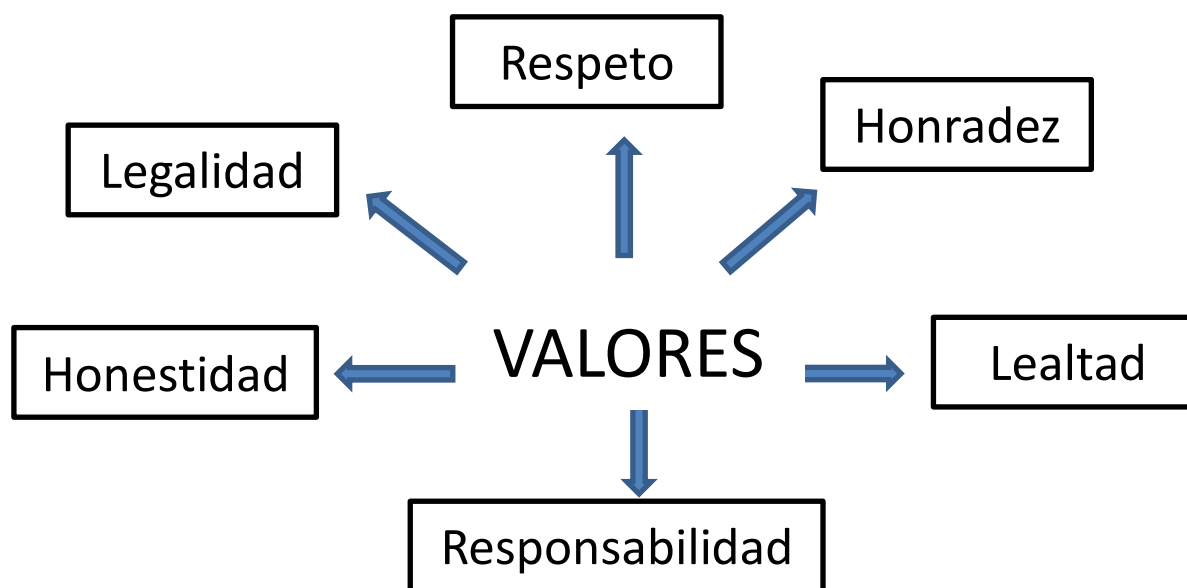 Respeto
Honradez
Legalidad
VALORES
Honestidad
Lealtad
Responsabilidad